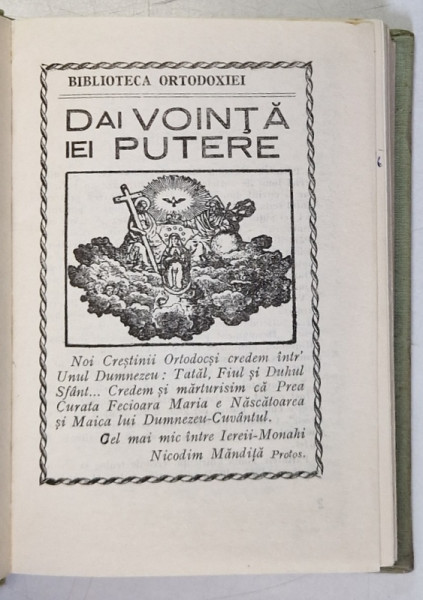 BIBLIOTECA ORTODOXIEI
DAI VOINŢĂ
IEI PUTERE
Noi Creştinii Ortodocşi credem într'
Unul Dumnezeu : Tatăl, Fiul şi Duhul
Sfânt... Credem şi mărturisim că Prea
Curata Fecioara Maria e Născătoarea
şi Maica lui Dumnezeu-Cuvântul.
Cel mai mic între Iereii-Monahi
Nicodim Măndiţă Protos.